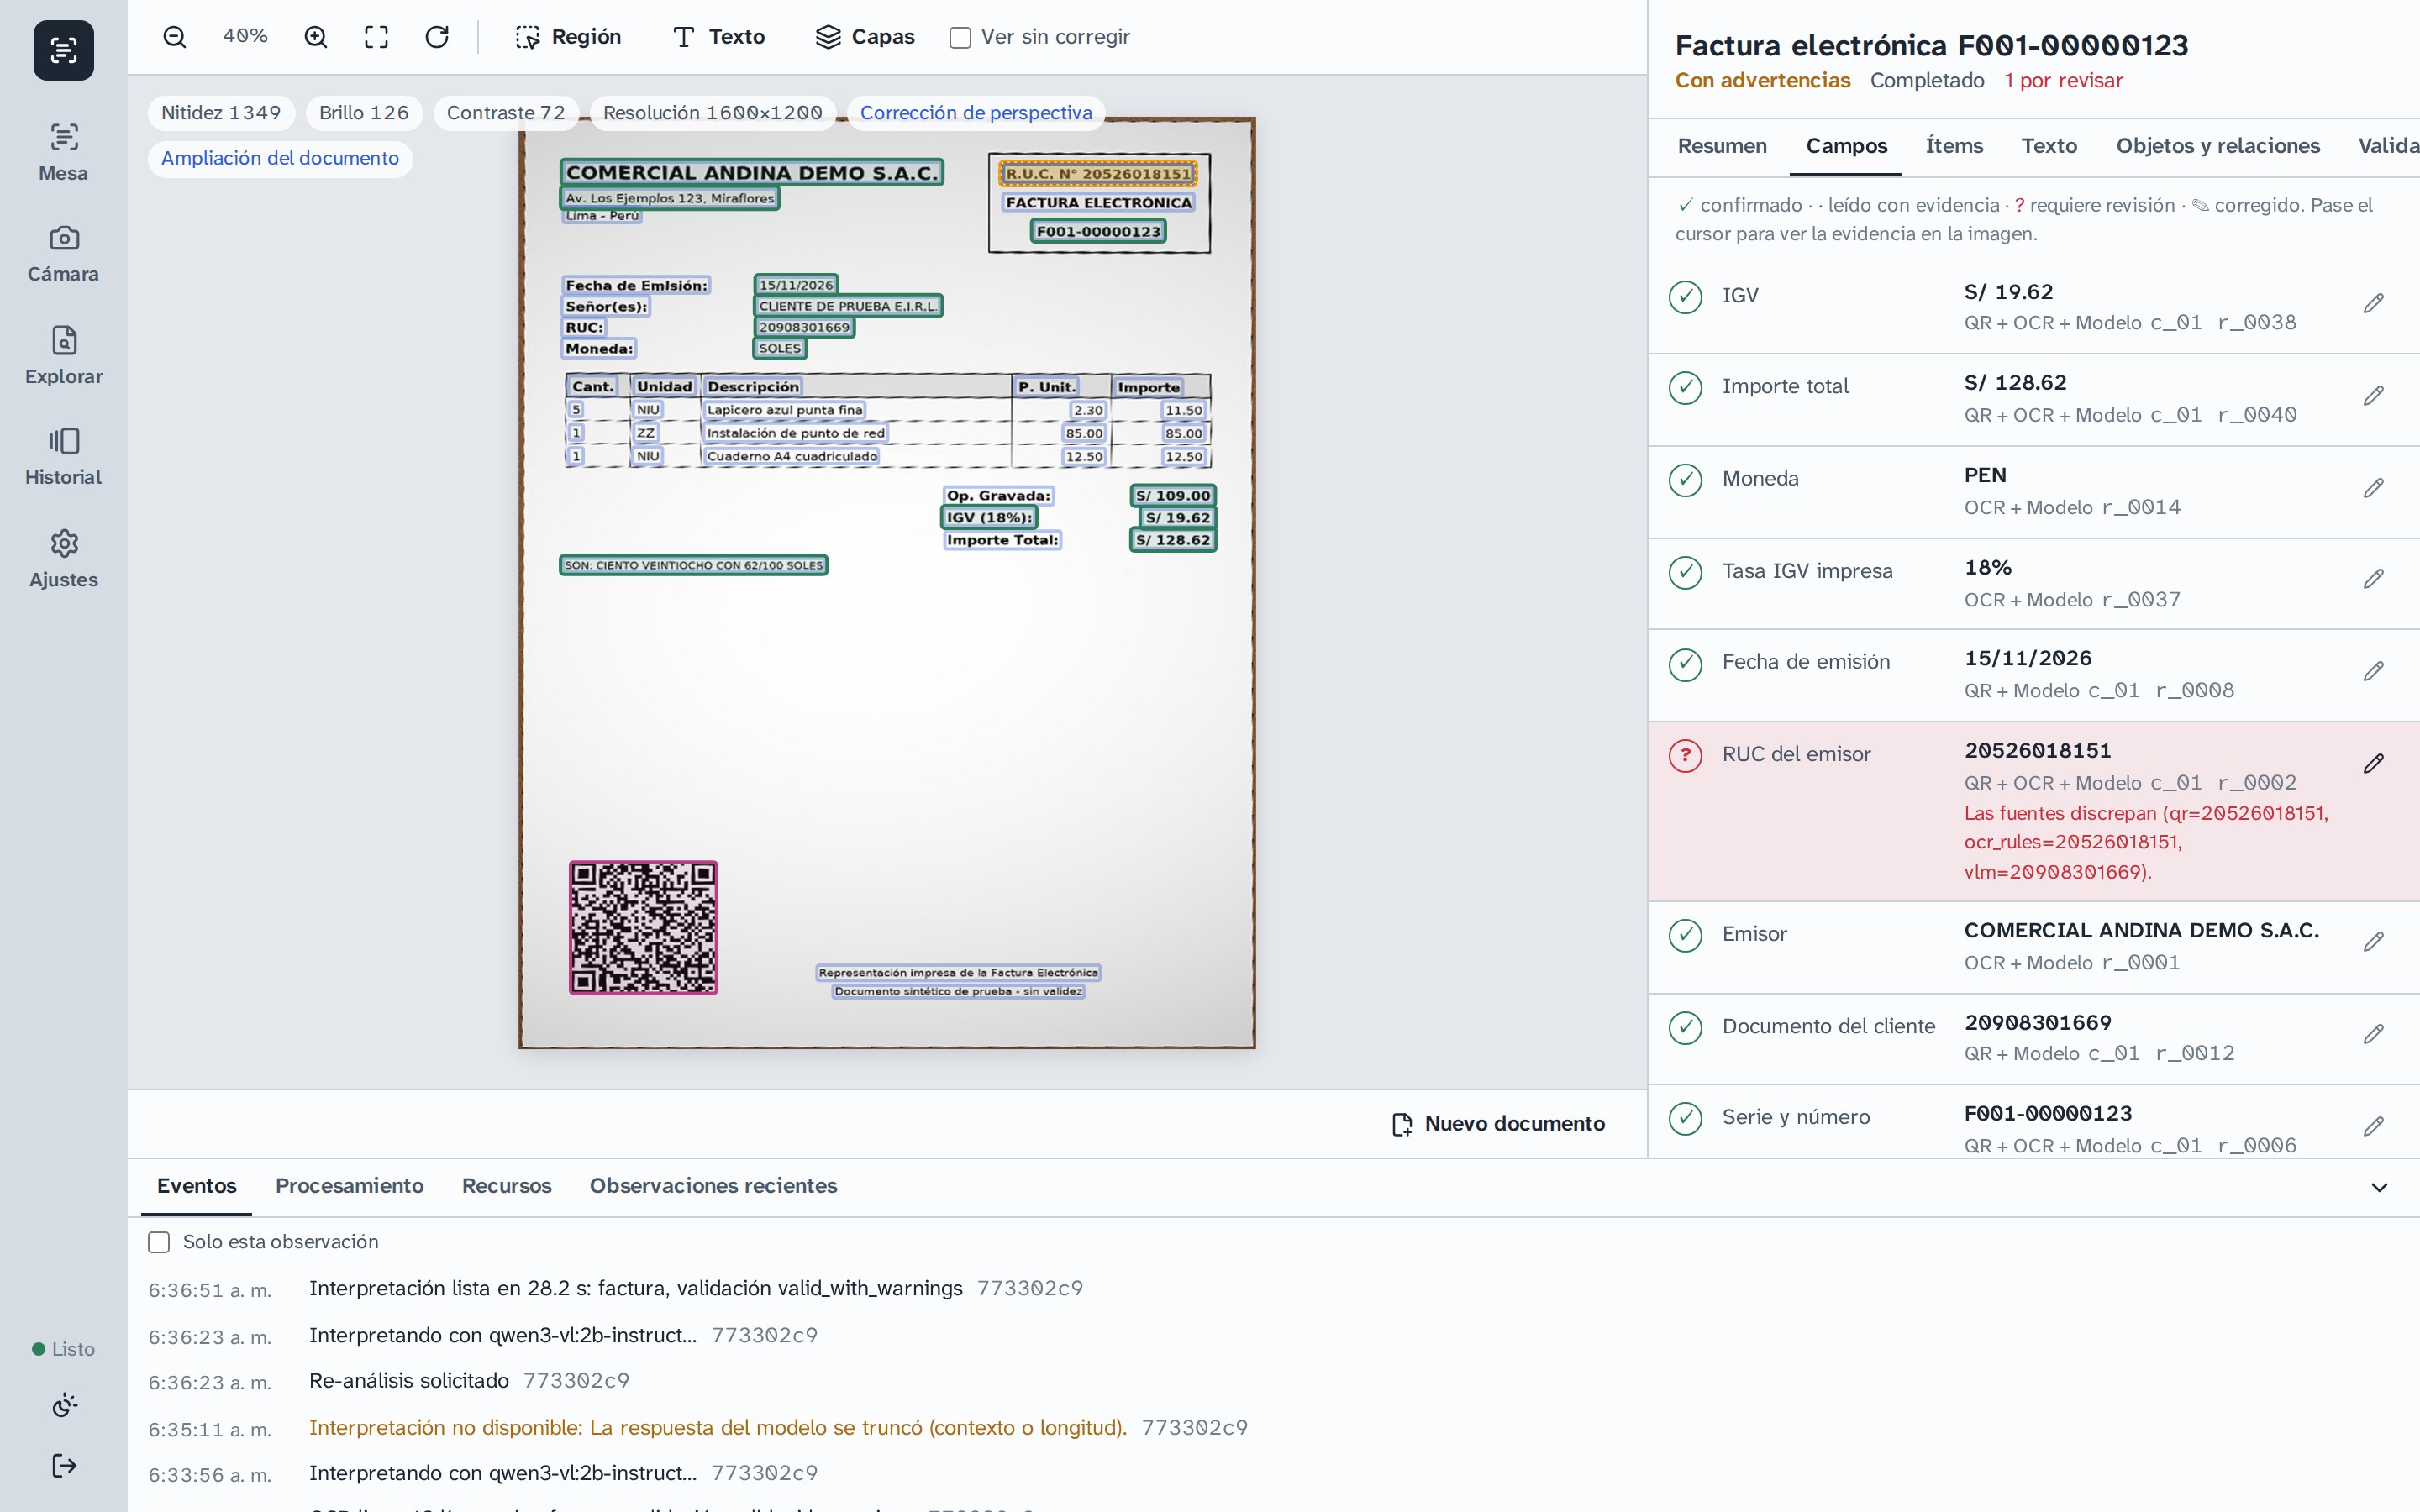 40%
Región
Texto
Capas
Ver sin corregir
Mesa
Cámara
Explorar
Historial
Ajustes
Listo
Nitidez 1349
Brillo 126
Contraste 72
Resolución 1600×1200
Corrección de perspectiva
Ampliación del documento
COMERCIAL ANDINA DEMO S.A.C.
Av. Los Ejemplos 123, Miraflores
Lima - Perú
R.U.C. N° 20526018151
FACTURA ELECTRÓNICA
F001-00000123
Fecha de Emisión: 15/11/2026
Señor(es): CLIENTE DE PRUEBA E.I.R.L.
RUC: 20908301669
Moneda: SOLES
Cant. Unidad Descripción P. Unit. Importe
5 NIU Lapicero azul punta fina 2.30 11.50
1 ZZ Instalación de punto de red 85.00 85.00
1 NIU Cuaderno A4 cuadriculado 12.50 12.50
Op. Gravada: S/ 109.00
IGV (18%): S/ 19.62
Importe Total: S/ 128.62
SON: CIENTO VEINTIOCHO CON 62/100 SOLES
Representación impresa de la Factura Electrónica
Documento sintético de prueba - sin validez
Nuevo documento
Factura electrónica F001-00000123
Con advertencias Completado 1 por revisar
Resumen Campos Ítems Texto Objetos y relaciones Valida
✓ confirmado · · leído con evidencia · ? requiere revisión · ✎ corregido. Pase el
cursor para ver la evidencia en la imagen.
IGV S/ 19.62
QR + OCR + Modelo c_01 r_0038
Importe total S/ 128.62
QR + OCR + Modelo c_01 r_0040
Moneda PEN
OCR + Modelo r_0014
Tasa IGV impresa 18%
OCR + Modelo r_0037
Fecha de emisión 15/11/2026
QR + Modelo c_01 r_0008
? RUC del emisor 20526018151
QR + OCR + Modelo c_01 r_0002
Las fuentes discrepan (qr=20526018151,
ocr_rules=20526018151,
vlm=20908301669).
Emisor COMERCIAL ANDINA DEMO S.A.C.
OCR + Modelo r_0001
Documento del cliente 20908301669
QR + Modelo c_01 r_0012
Serie y número F001-00000123
QR + OCR + Modelo c_01 r_0006
Eventos Procesamiento Recursos Observaciones recientes
Solo esta observación
6:36:51 a. m. Interpretación lista en 28.2 s: factura, validación valid_with_warnings 773302c9
6:36:23 a. m. Interpretando con qwen3-vl:2b-instruct... 773302c9
6:36:23 a. m. Re-análisis solicitado 773302c9
6:35:11 a. m. Interpretación no disponible: La respuesta del modelo se truncó (contexto o longitud). 773302c9
6:33:56 a. m. Interpretando con qwen3-vl:2b-instruct... 773302c9